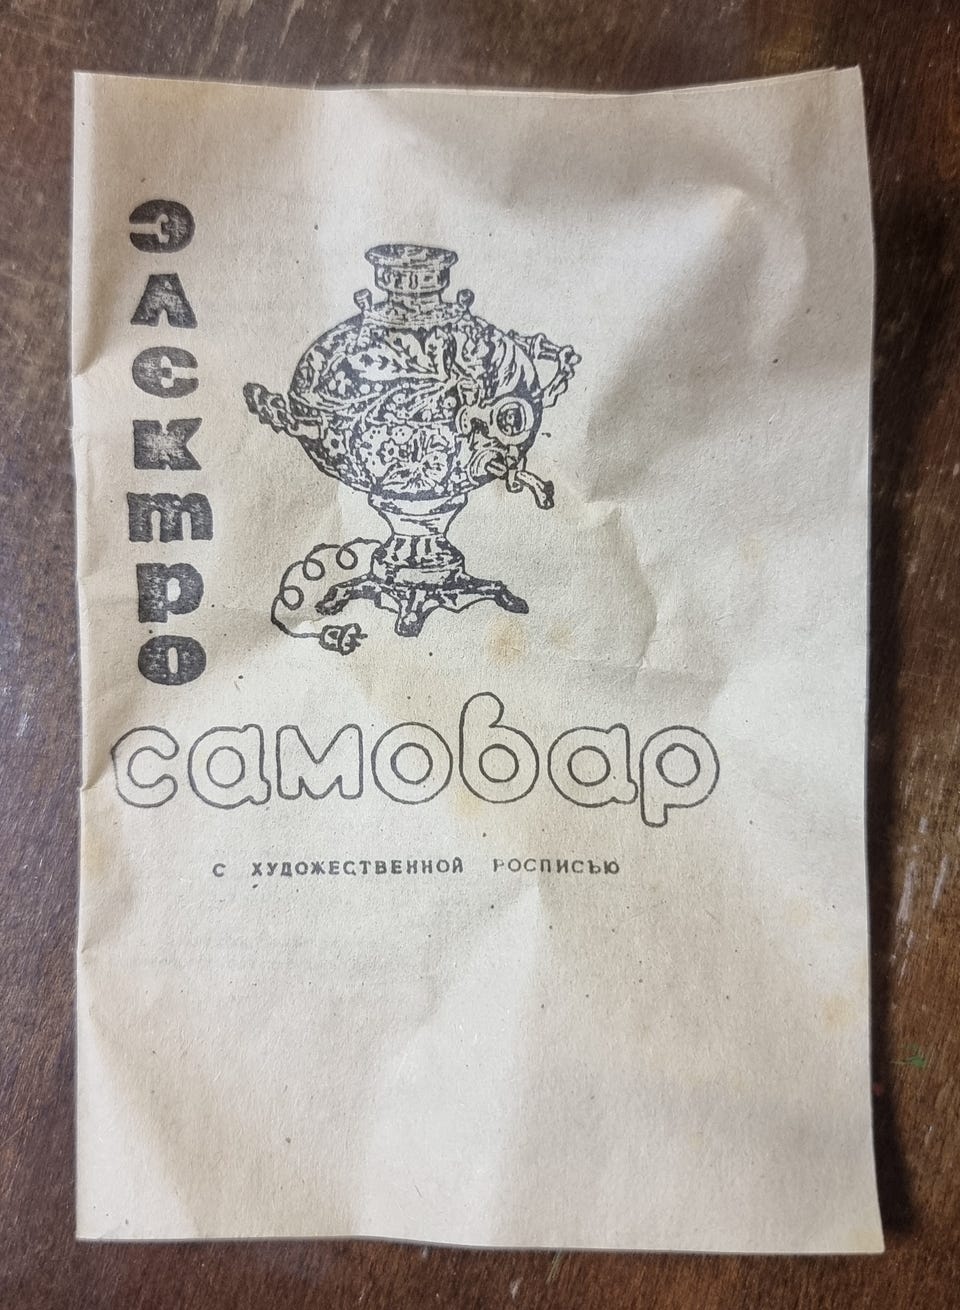 ЭЛЕКТРО
самовар
С ХУДОЖЕСТВЕННОЙ РОСПИСЬЮ